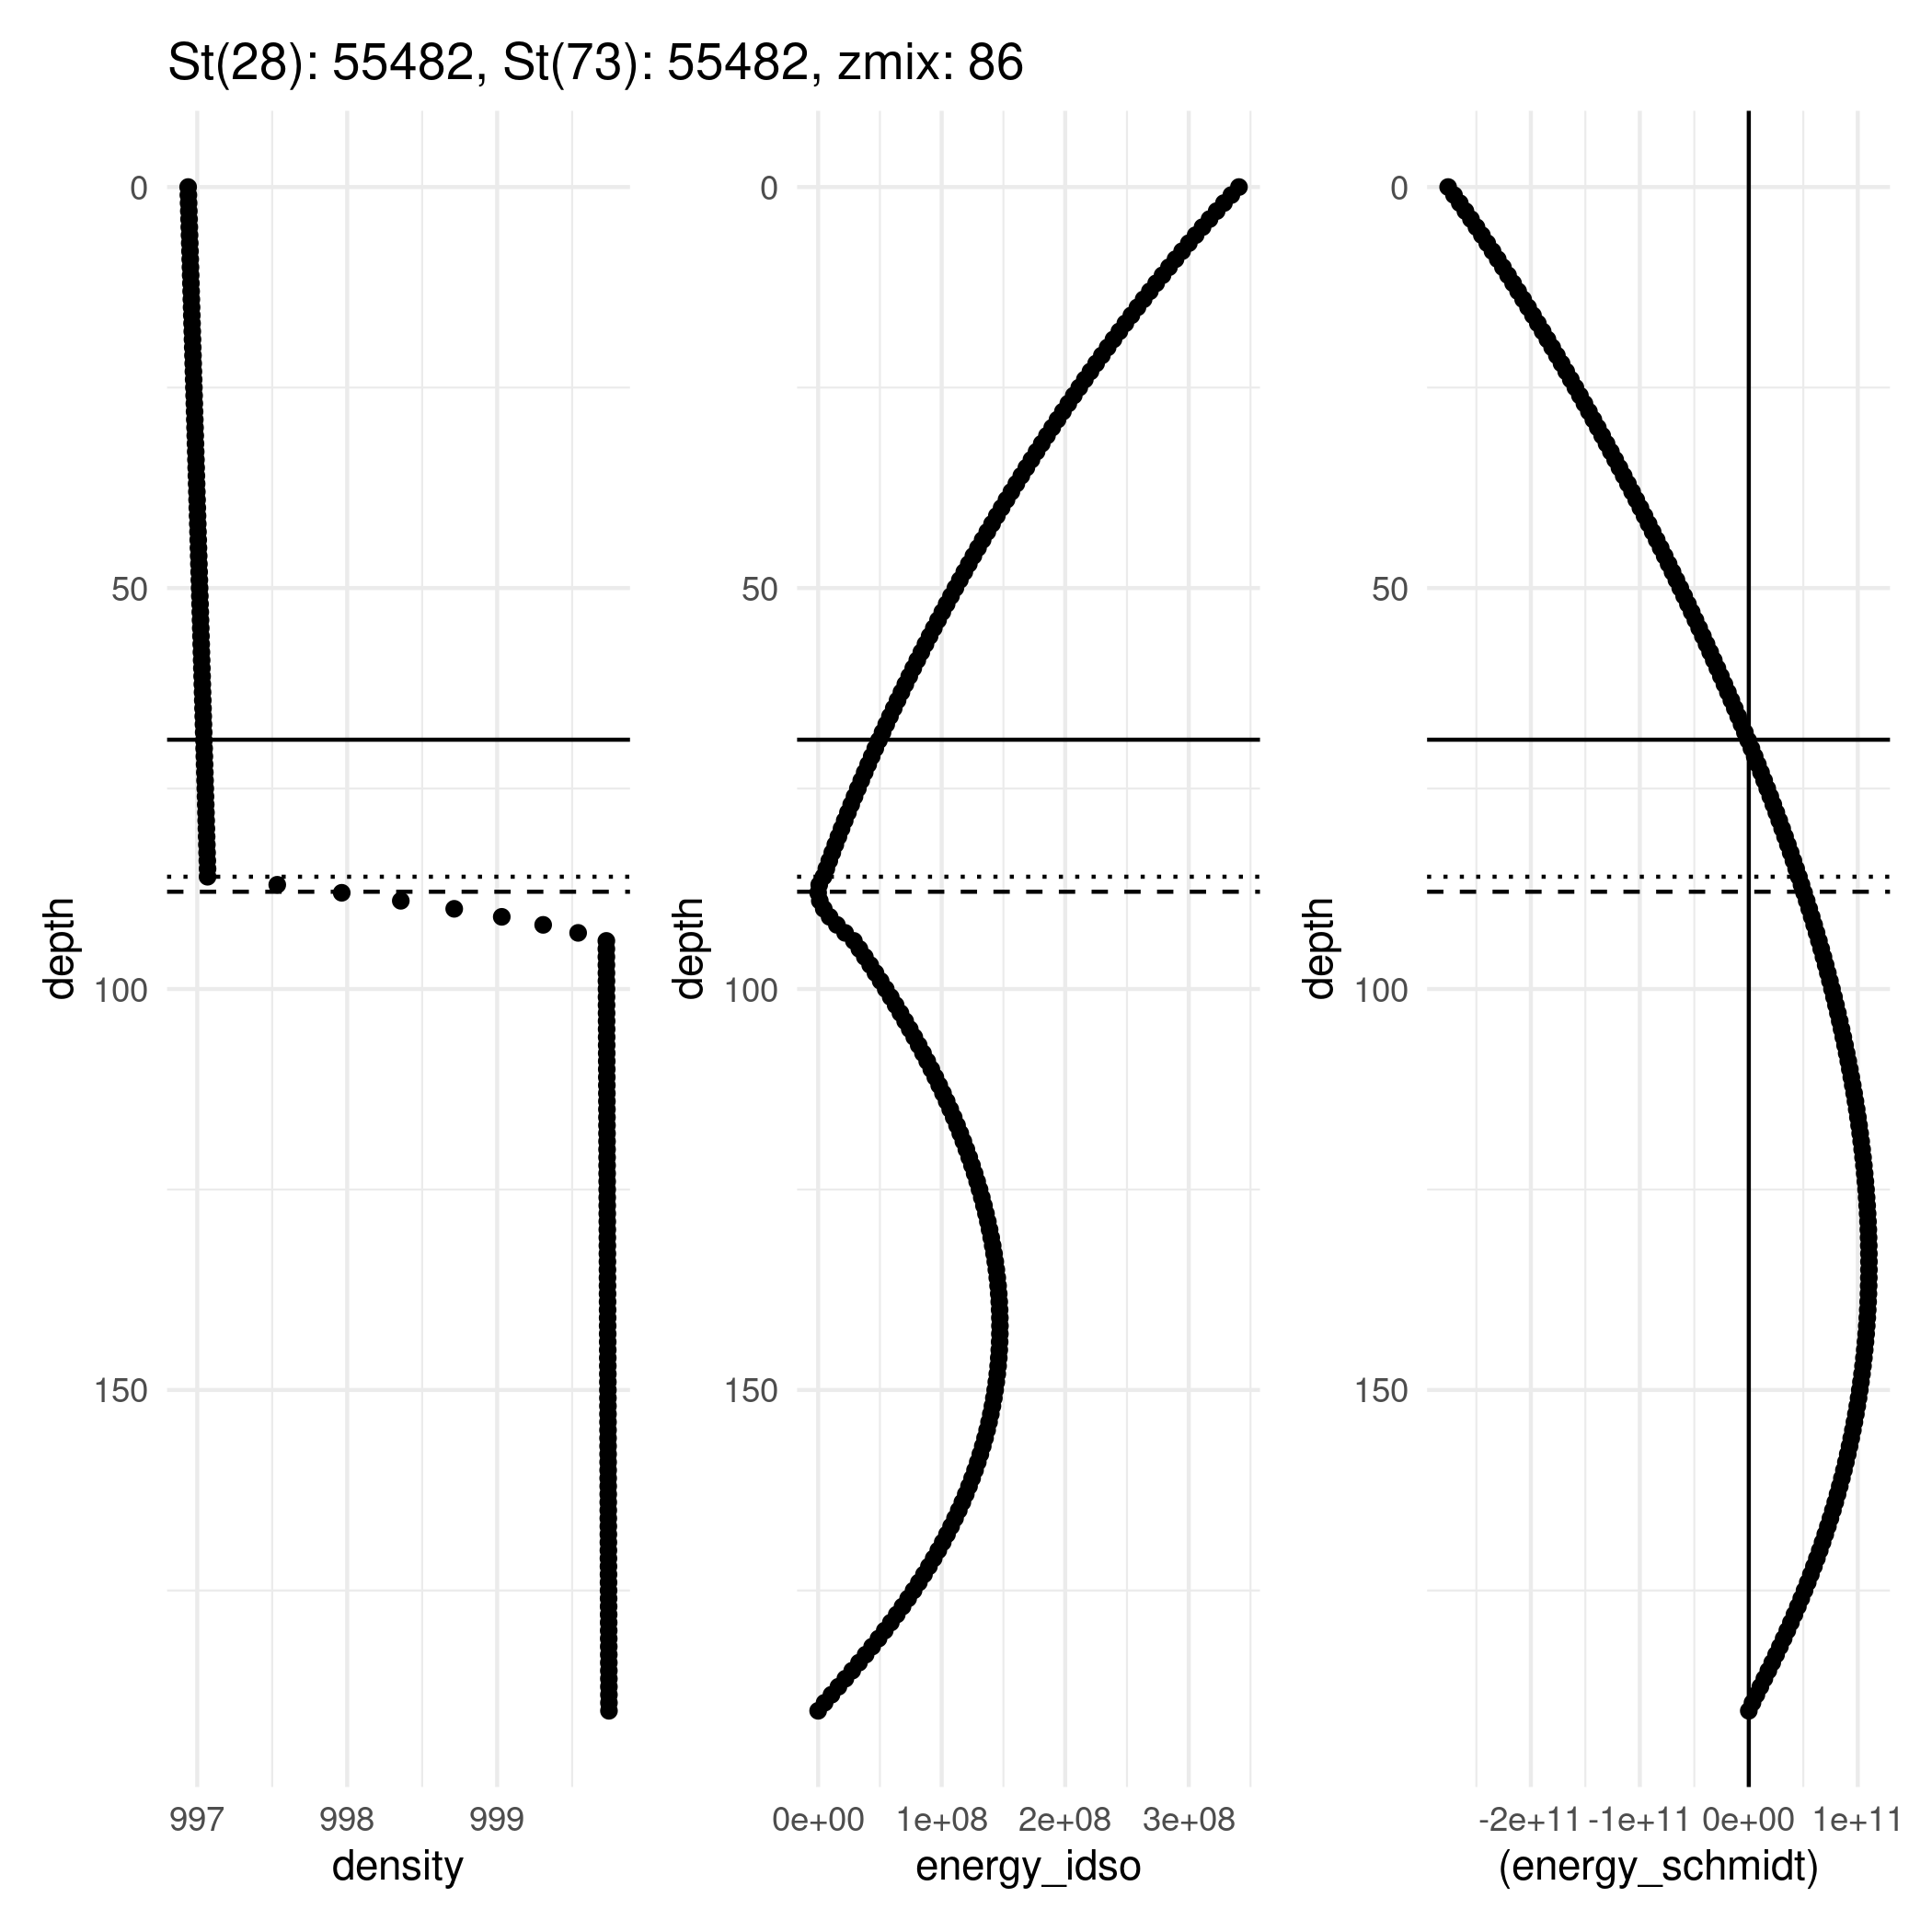 St(28): 55482, St(73): 55482, zmix: 86
0
50
100
150
depth
997 998 999
density
0
50
100
150
depth
0e+00 1e+08 2e+08 3e+08
energy_idso
0
50
100
150
depth
-2e+11 -1e+11 0e+00 1e+11
(energy_schmidt)